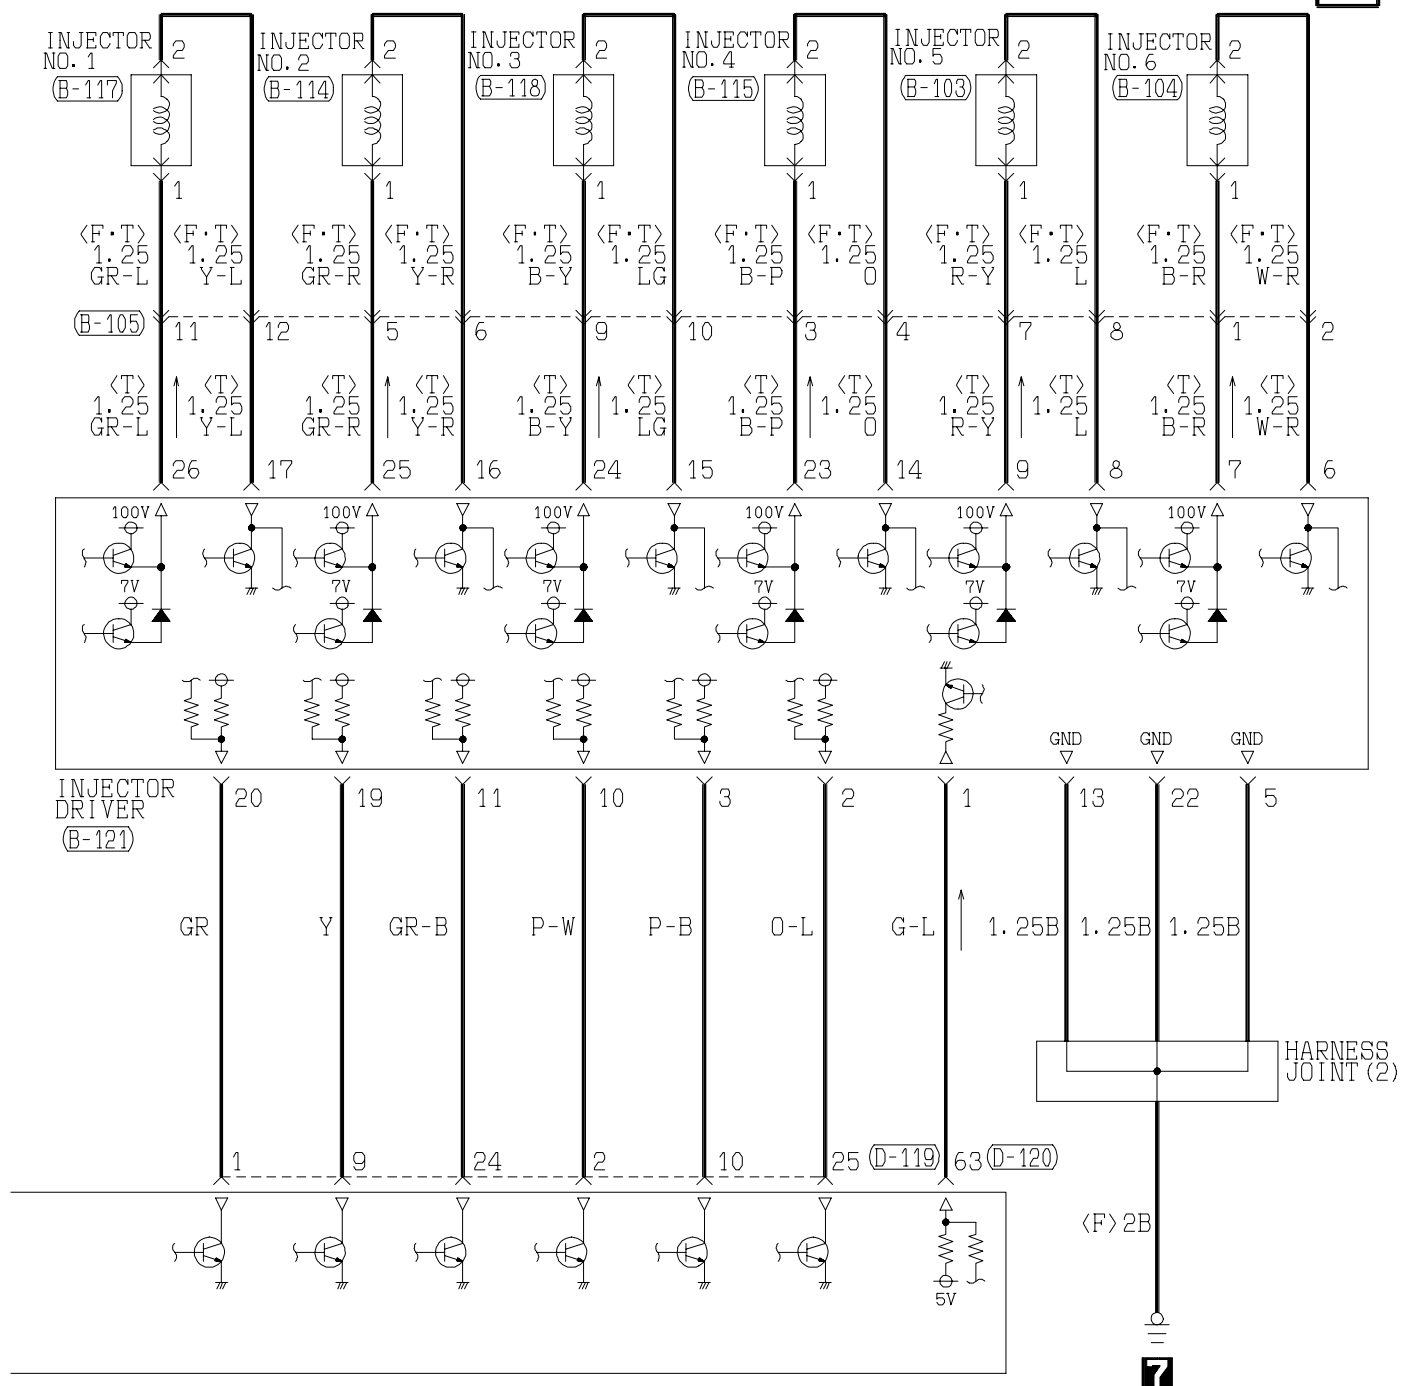 INJECTOR NO.1 2
(B-117)
INJECTOR NO.2 2
(B-114)
INJECTOR NO.3 2
(B-118)
INJECTOR NO.4 2
(B-115)
INJECTOR NO.5 2
(B-103)
INJECTOR NO.6 2
(B-104)
1 1 1 1 1 1
<F·T> <F·T> <F·T> <F·T> <F·T> <F·T> <F·T> <F·T> <F·T> <F·T> <F·T> <F·T>
1.25 1.25 1.25 1.25 1.25 1.25 1.25 1.25 1.25 1.25 1.25 1.25
GR-L Y-L GR-R Y-R B-Y LG B-P O R-Y L B-R W-R
(B-105) 11 12 5 6 9 10 3 4 7 8 1 2
<T> <T> <T> <T> <T> <T> <T> <T> <T> <T> <T> <T>
1.25 1.25 1.25 1.25 1.25 1.25 1.25 1.25 1.25 1.25 1.25 1.25
GR-L Y-L GR-R Y-R B-Y LG B-P O R-Y L B-R W-R
26 17 25 16 24 15 23 14 9 8 7 6
100V 100V 100V 100V 100V 100V
7V 7V 7V 7V 7V 7V
GND GND GND
INJECTOR
DRIVER
(B-121)
20 19 11 10 3 2 1 13 22 5
GR Y GR-B P-W P-B O-L G-L 1.25B 1.25B 1.25B
HARNESS
JOINT(2)
1 9 24 2 10 25 (D-119) 63 (D-120)
<F>2B
5V
7